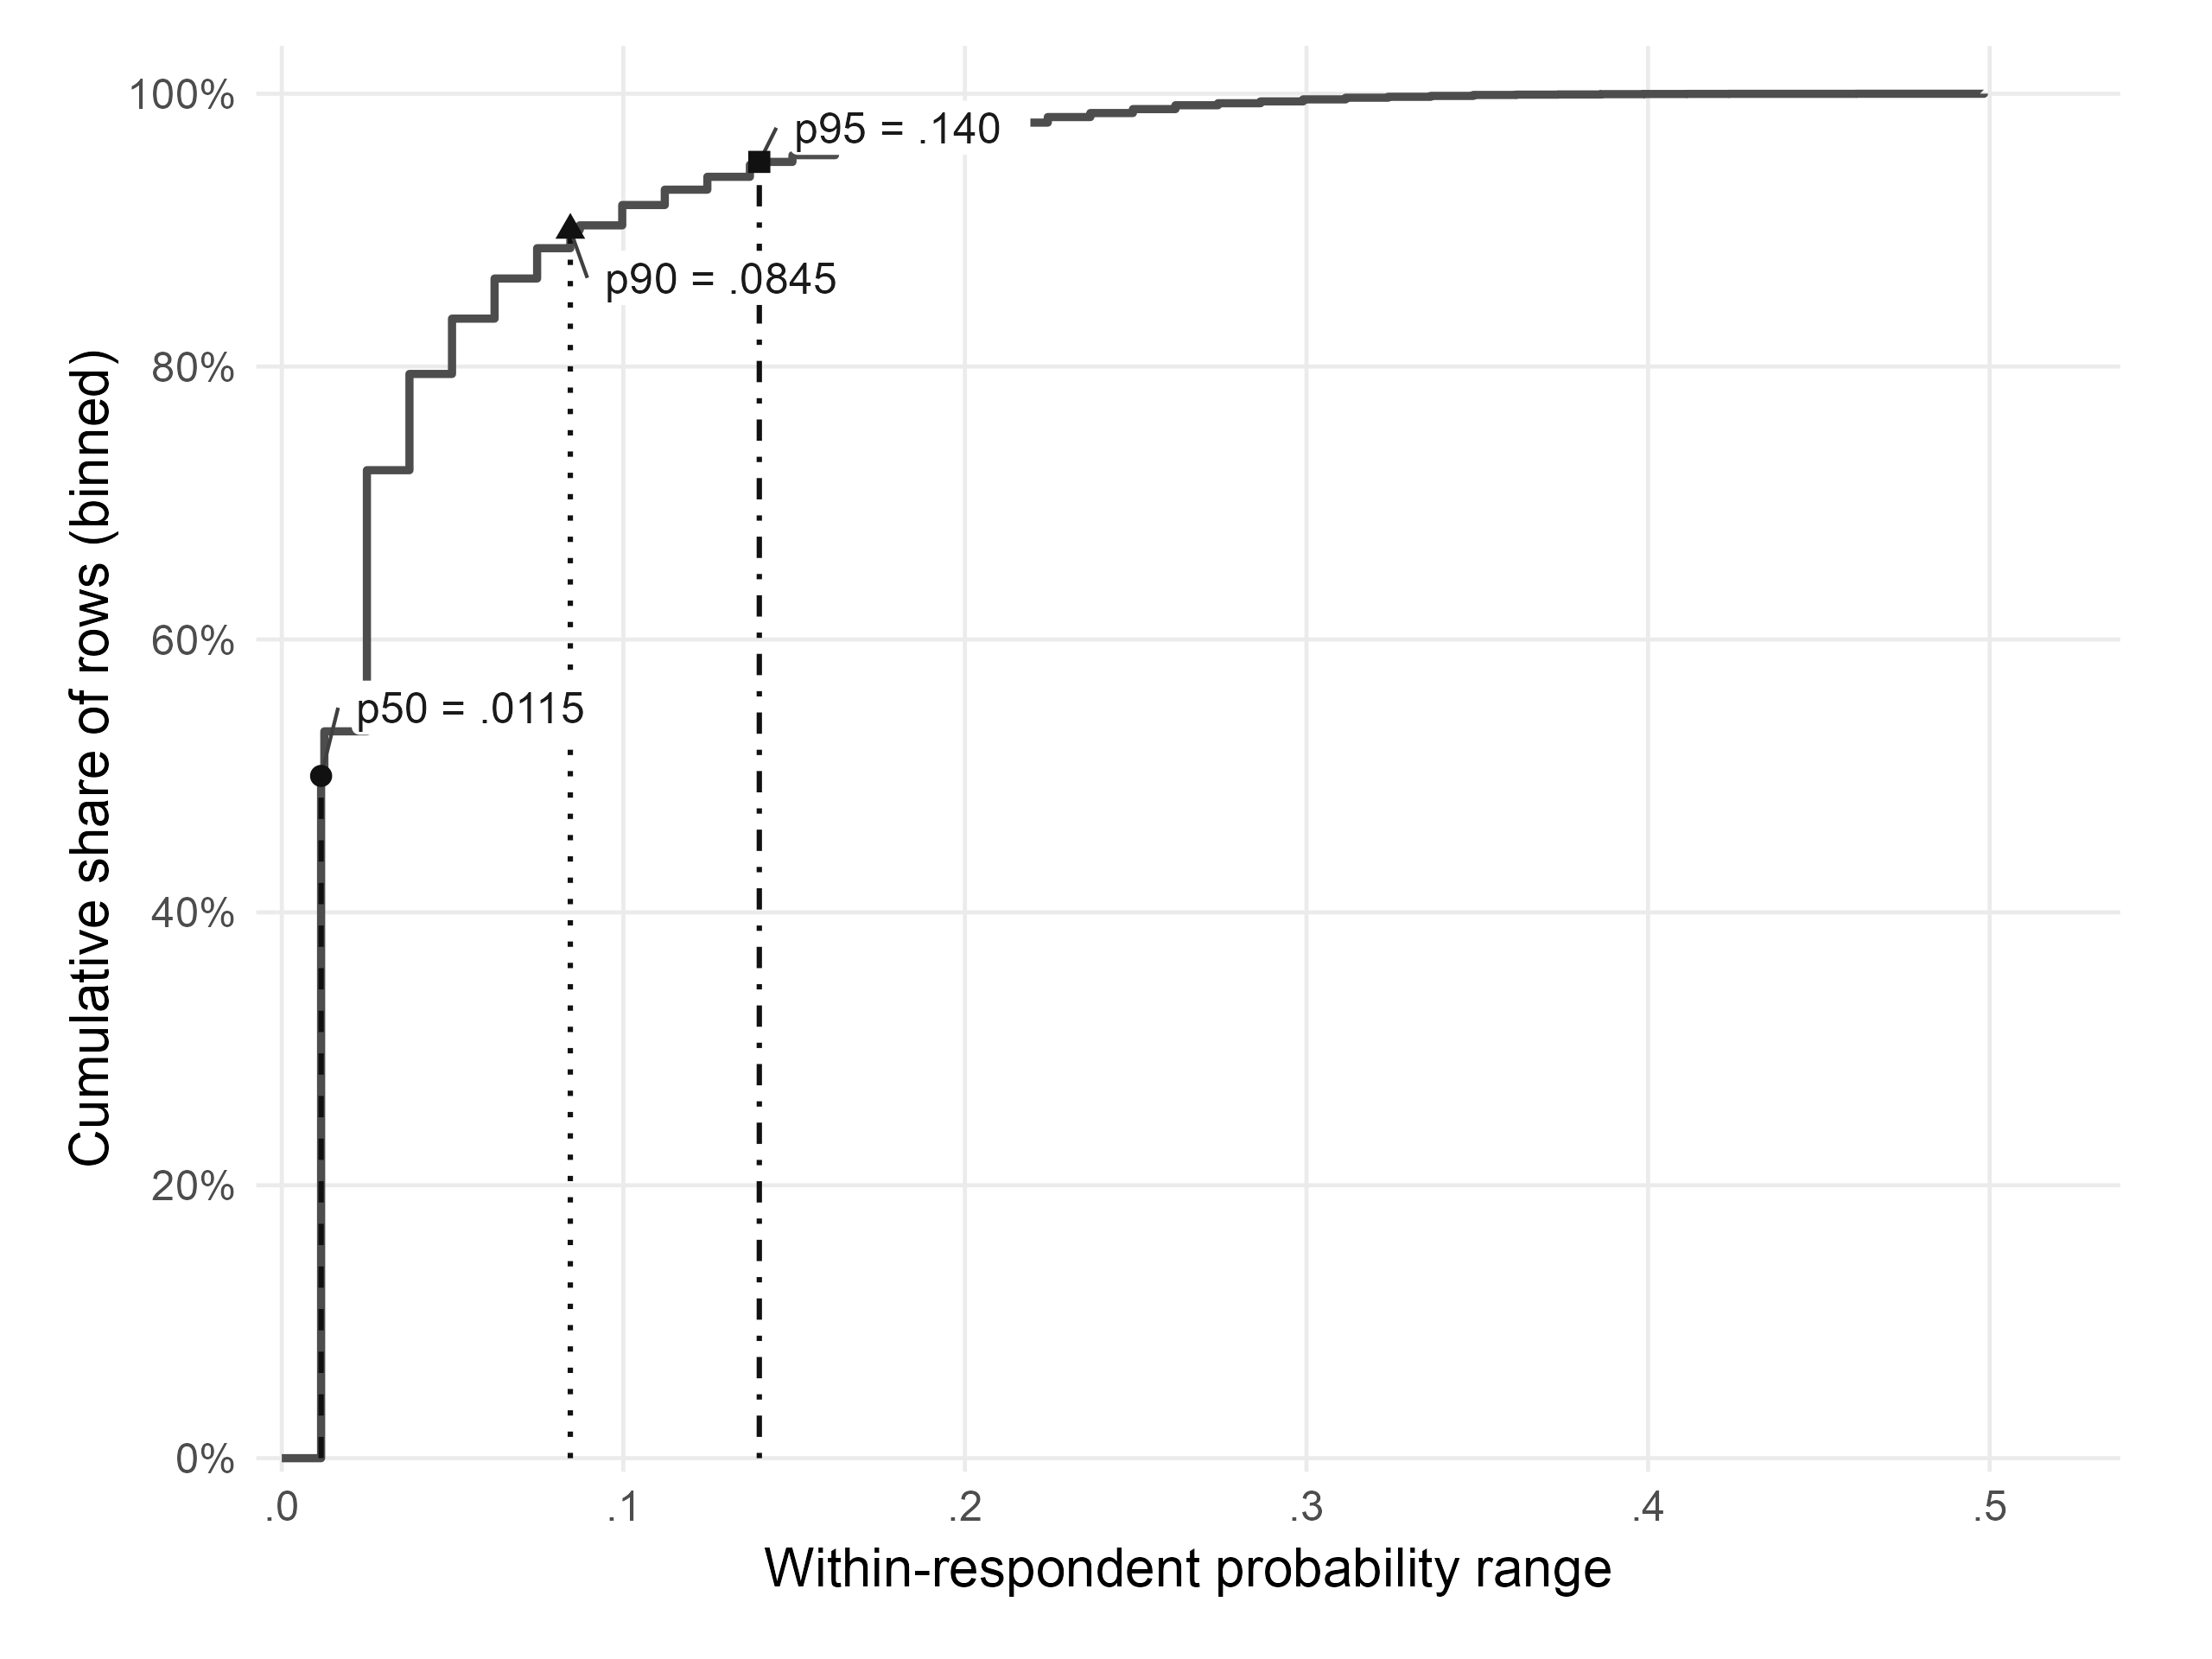 Cumulative share of rows (binned)
100%
80%
60%
40%
20%
0%
p95 = .140
p90 = .0845
p50 = .0115
.0 .1 .2 .3 .4 .5
Within-respondent probability range